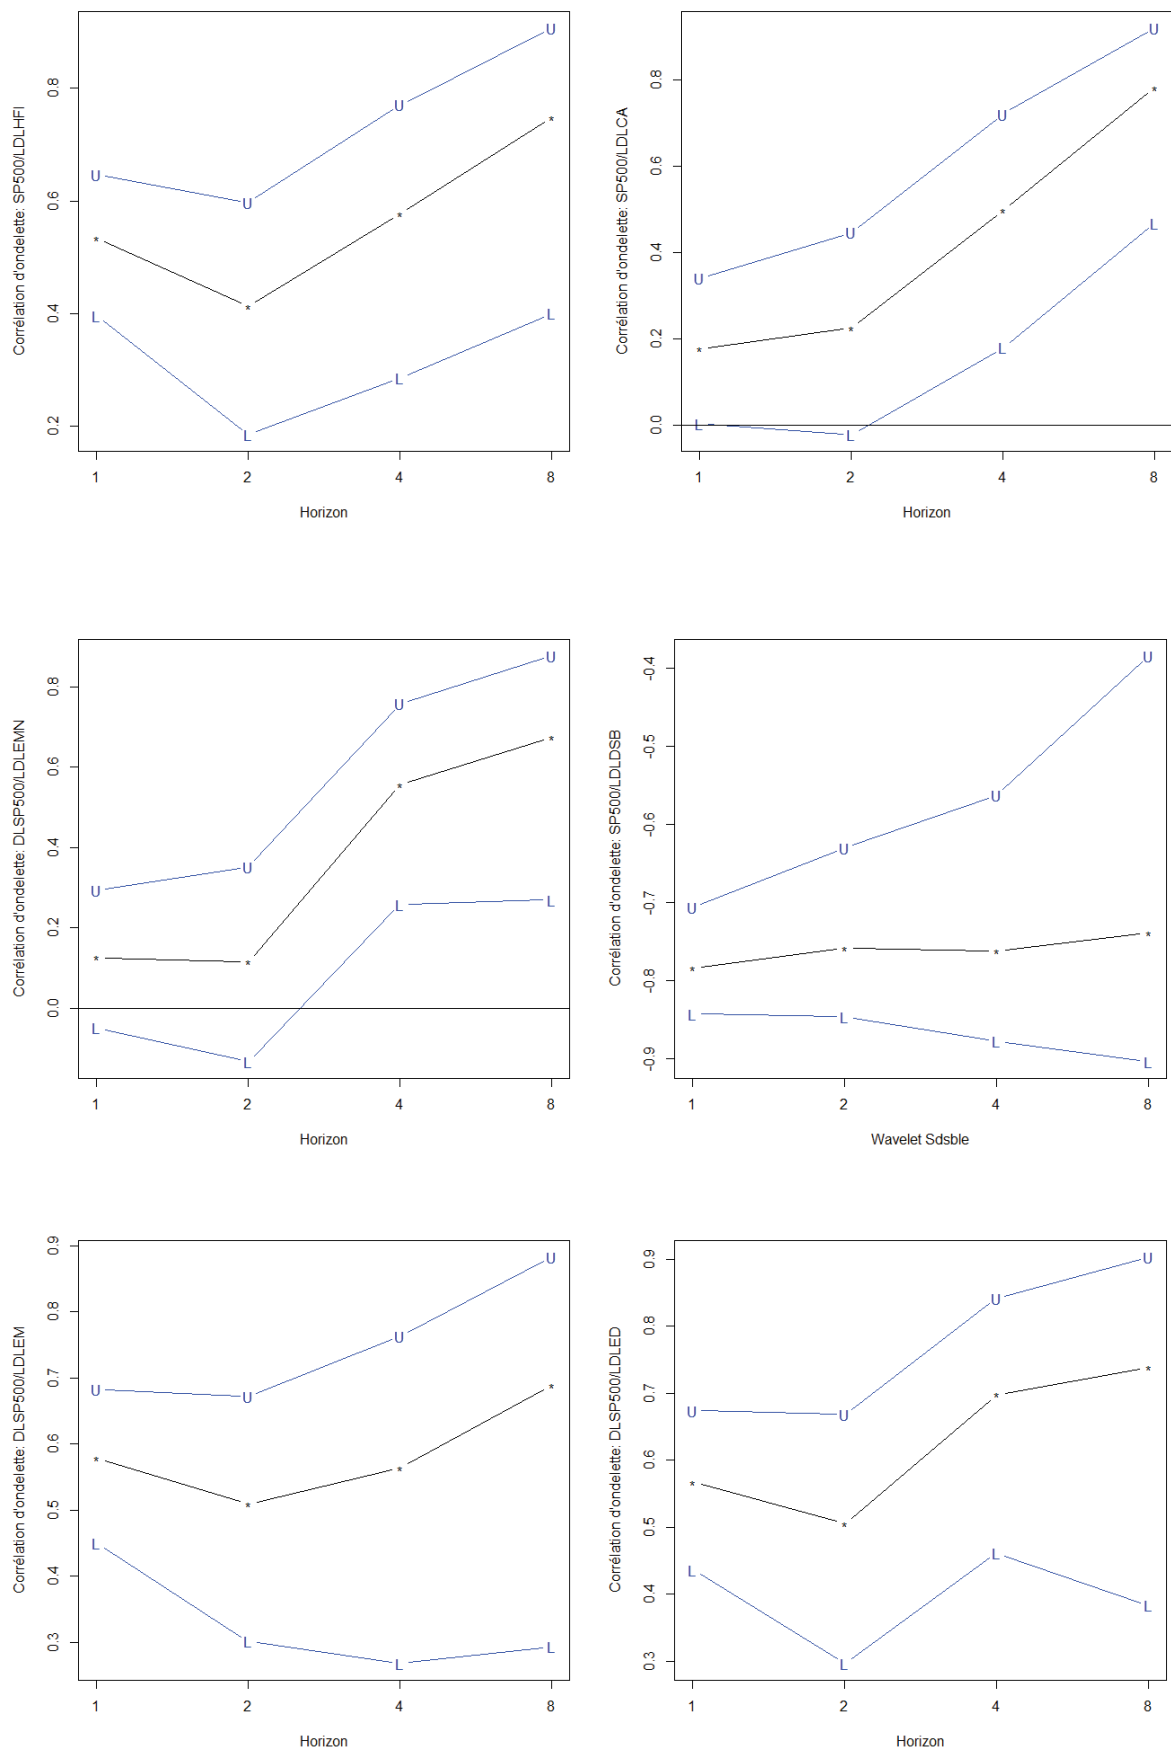 Corrélation d'ondelette: SP500/LDLHFI
0.8
0.6
0.4
0.2
U
U
U
U
*
*
*
*
L
L
L
L
1 2 4 8
Horizon
Corrélation d'ondelette: SP500/LDLCA
0.8
0.6
0.4
0.2
0.0
U
U
U
U
*
*
*
*
L
L
L
L
1 2 4 8
Horizon
Corrélation d'ondelette: DLSP500/LDLEMN
0.8
0.6
0.4
0.2
0.0
U
U
U
U
*
*
*
*
L
L
L
L
1 2 4 8
Horizon
Corrélation d'ondelette: SP500/LDLDSB
-0.4
-0.5
-0.6
-0.7
-0.8
-0.9
U
U
U
U
*
*
*
*
L
L
L
L
1 2 4 8
Wavelet Sdsble
Corrélation d'ondelette: DLSP500/LDLEM
0.9
0.8
0.7
0.6
0.5
0.4
0.3
U
U
U
U
*
*
*
*
L
L
L
L
1 2 4 8
Horizon
Corrélation d'ondelette: DLSP500/LDLED
0.9
0.8
0.7
0.6
0.5
0.4
0.3
U
U
U
U
*
*
*
*
L
L
L
L
1 2 4 8
Horizon